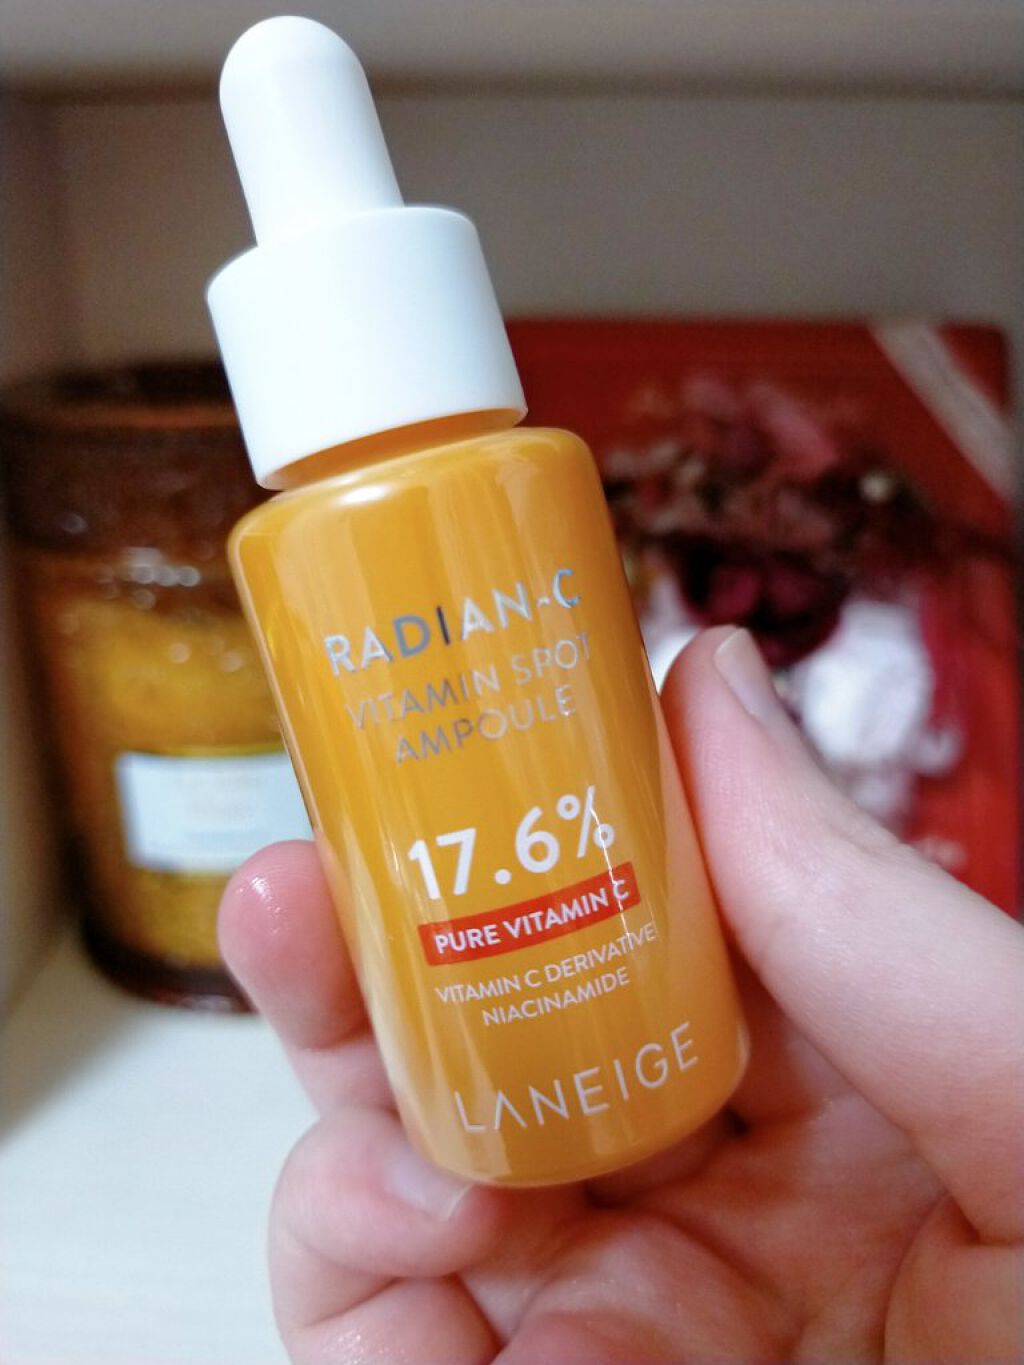 RADIAN-C
VITAMIN SPOT
AMPOULE
17.6%
PURE VITAMIN C
VITAMIN C DERIVATIVE
NIACINAMIDE
LANEIGE